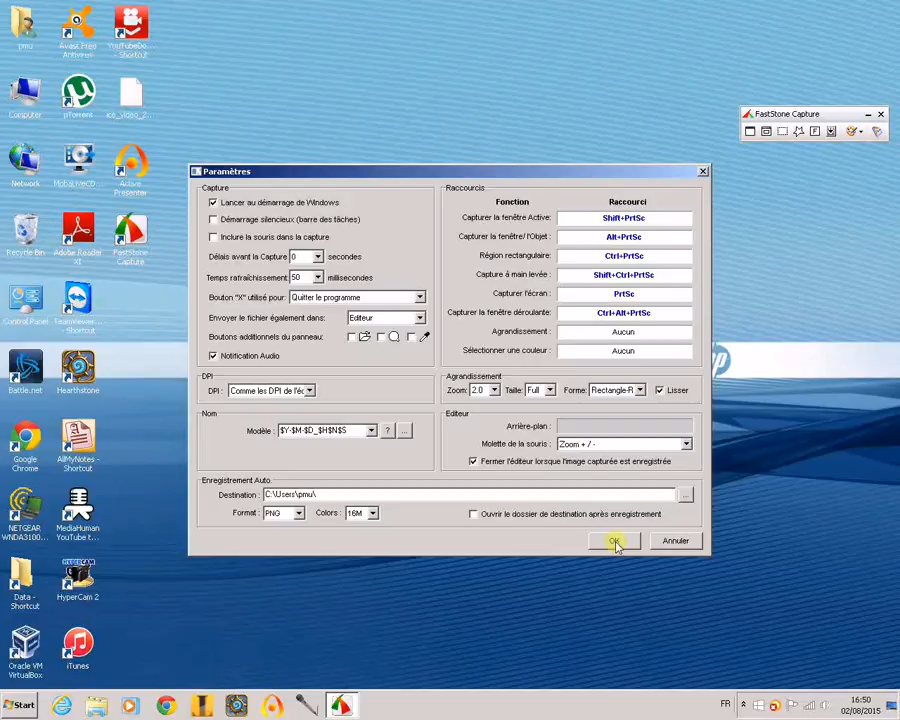 pmu
Avast Free
Antivirus
YouTubeDo...
- Shortcut
Computer
µTorrent
ice_video_2...
Network
MobaLiveCD...
Active
Presenter
Recycle Bin
Adobe Reader
XI
FastStone
Capture
Control Panel
TeamViewer...
- Shortcut
Battle.net
Hearthstone
Google
Chrome
AllMyNotes -
Shortcut
NETGEAR
WNDA3100...
MediaHuman
YouTube t...
Data -
Shortcut
HyperCam 2
Oracle VM
VirtualBox
iTunes
FastStone Capture
Paramètres
Capture
Lancer au démarrage de Windows
Démarrage silencieux (barre des tâches)
Inclure la souris dans la capture
Délais avant la Capture 0 secondes
Temps rafraîchissement 50 millisecondes
Bouton "X" utilisé pour: Quitter le programme
Envoyer le fichier également dans: Editeur
Boutons additionnels du panneau:
Notification Audio
DPI
DPI : Comme les DPI de l'éc
Nom
Modèle : $Y-$M-$D_$H$N$S ? ...
Enregistrement Auto.
Destination : C:\Users\pmu\ ...
Format : PNG Colors : 16M Ouvrir le dossier de destination après enregistrement
Raccourcis
Fonction Raccourci
Capturer la fenêtre Active: Shift+PrtSc
Capturer la fenêtre/ l'Objet : Alt+PrtSc
Région rectangulaire: Ctrl+PrtSc
Capture à main levée : Shift+Ctrl+PrtSc
Capturer l'écran : PrtSc
Capturer la fenêtre déroulante: Ctrl+Alt+PrtSc
Agrandissement : Aucun
Sélectionner une couleur : Aucun
Agrandissement
Zoom: 2.0 Taille: Full Forme: Rectangle-R Lisser
Editeur
Arrière-plan :
Molette de la souris : Zoom + / -
Fermer l'éditeur lorsque l'image capturée est enregistrée
OK Annuler
hp
Start
FR
16:50
02/08/2015